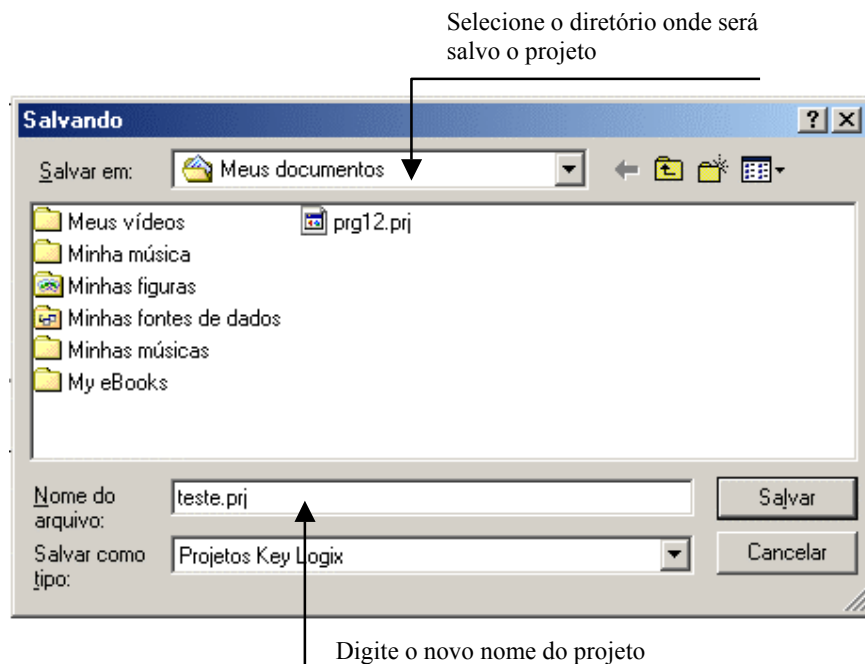 Selecione o diretório onde será
salvo o projeto
Salvando
Salvar em:
Meus documentos
Meus vídeos
Minha música
Minhas figuras
Minhas fontes de dados
Minhas músicas
My eBooks
prg12.prj
Nome do
arquivo:
teste.prj
Salvar
Salvar como
tipo:
Projetos Key Logix
Cancelar
Digite o novo nome do projeto